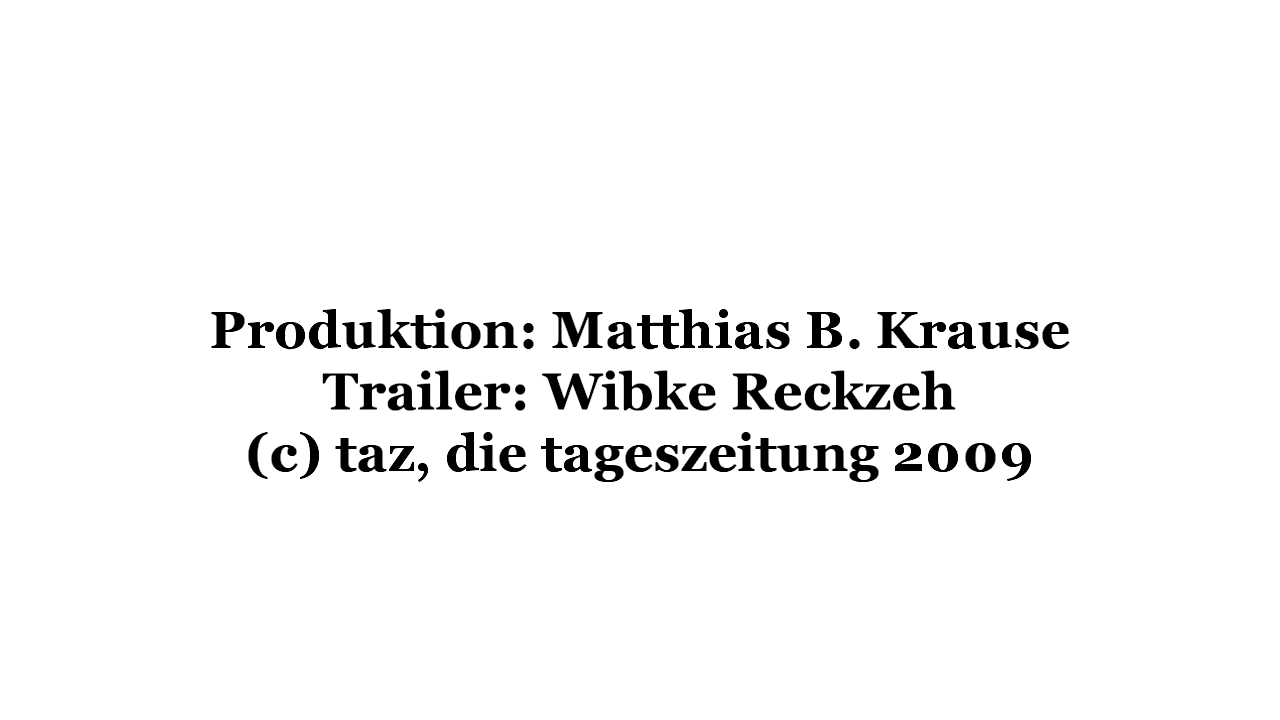 Produktion: Matthias B. Krause
Trailer: Wibke Reckzeh
(c) taz, die tageszeitung 2009